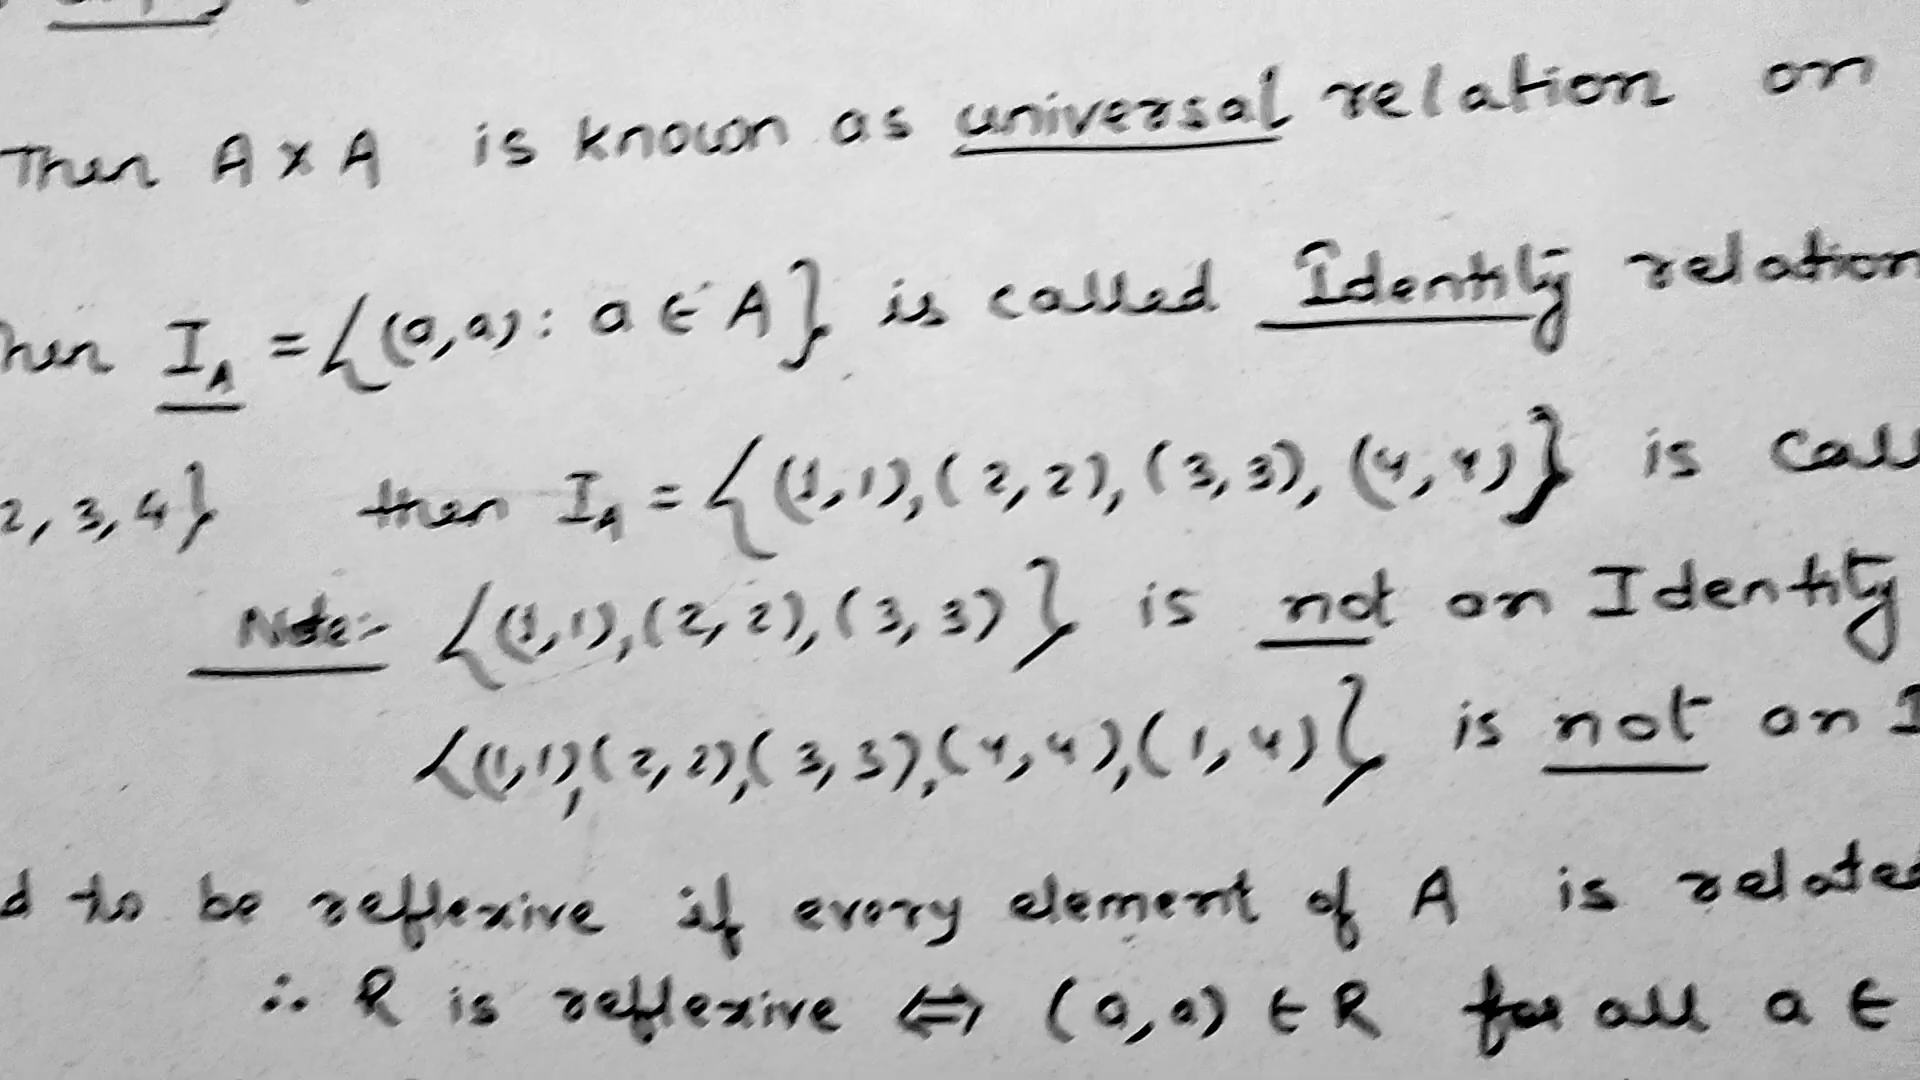 Then A x A is known as universal relation on
Then I_A = {(a,a): a ∈ A} is called Identity relation
2, 3, 4} then I_A = {(1,1), (2,2), (3,3), (4,4)} is call
Note:- {(1,1), (2,2), (3,3)} is not an Identity
{(1,1), (2,2), (3,3), (4,4), (1,4)} is not an I
d to be reflexive if every element of A is related
∴ R is reflexive ⇔ (a,a) ∈ R for all a ∈